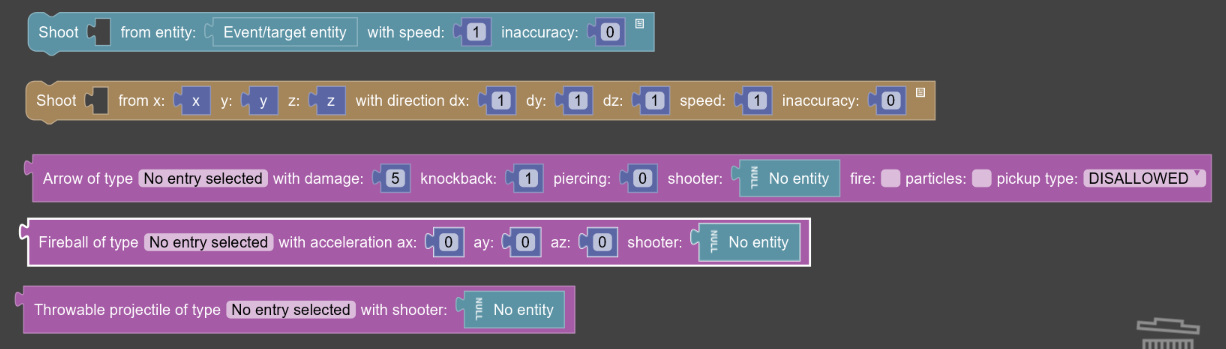 Shoot from entity: Event/target entity with speed: 1 inaccuracy: 0
Shoot from x: x y: y z: z with direction dx: 1 dy: 1 dz: 1 speed: 1 inaccuracy: 0
Arrow of type No entry selected with damage: 5 knockback: 1 piercing: 0 shooter: NULL No entity fire: particles: pickup type: DISALLOWED
Fireball of type No entry selected with acceleration ax: 0 ay: 0 az: 0 shooter: NULL No entity
Throwable projectile of type No entry selected with shooter: NULL No entity